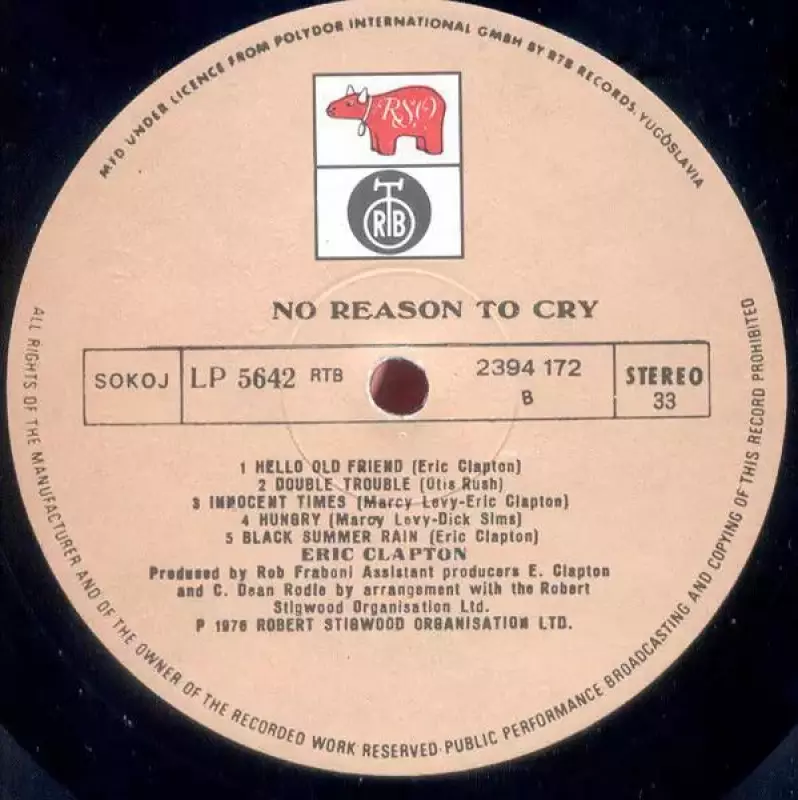 MFD UNDER LICENCE FROM POLYDOR INTERNATIONAL GMBH BY RTB RECORDS, YUGOSLAVIA
RSO
RTB
NO REASON TO CRY
SOKOJ
LP 5642 RTB
2394 172
B
STEREO
33
1 HELLO OLD FRIEND (Eric Clapton)
2 DOUBLE TROUBLE (Otis Rush)
3 INNOCENT TIMES (Marcy Levy-Eric Clapton)
4 HUNGRY (Marcy Levy-Dick Sims)
5 BLACK SUMMER RAIN (Eric Clapton)
ERIC CLAPTON
Prodused by Rob Fraboni Assistant producers E. Clapton
and C. Dean Rodle by arrangement with the Robert
Stigwood Organisation Ltd.
P 1976 ROBERT STIGWOOD ORGANISATION LTD.
ALL RIGHTS OF THE MANUFACTURER AND OF THE OWNER OF THE RECORDED WORK RESERVED. PUBLIC PERFORMANCE BROADCASTING AND COPYING OF THIS RECORD PROHIBITED